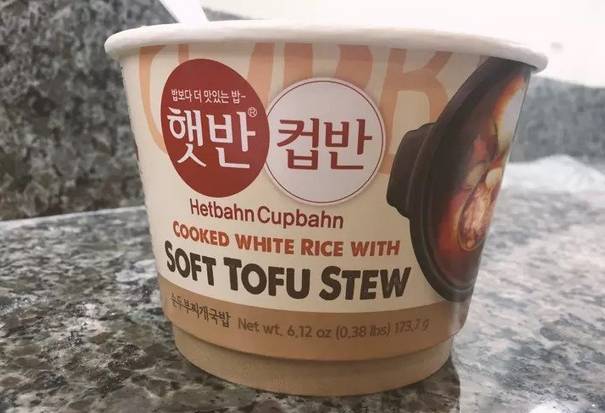 밥보다 더 맛있는 밥-
햇반® 컵반
Hetbahn Cupbahn
COOKED WHITE RICE WITH
SOFT TOFU STEW
순두부찌개국밥 Net wt. 6.12 oz (0.38 lbs) 173.7 g